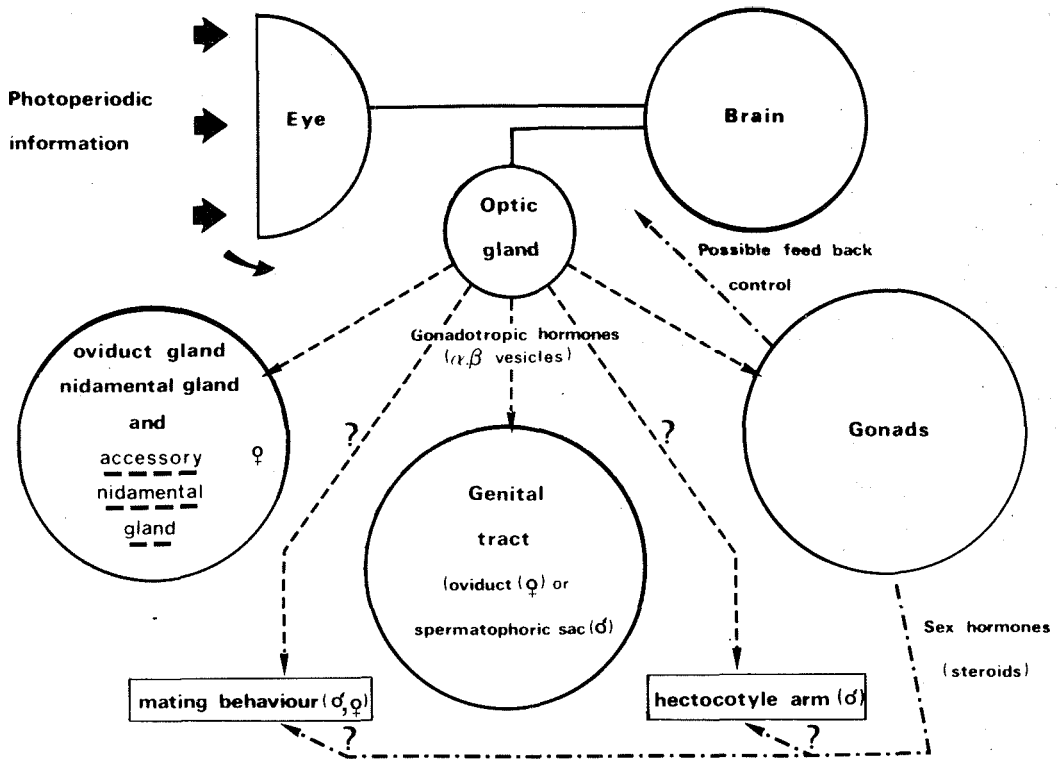 Photoperiodic
information
Eye
Brain
Optic
gland
Possible feed back
control
Gonadotropic hormones
(α.β vesicles)
oviduct gland
nidamental gland
and
accessory ♀
nidamental
gland
?
?
Gonads
Genital
tract
(oviduct (♀) or
spermatophoric sac (♂)
Sex hormones
(steroids)
mating behaviour (♂,♀)
hectocotyle arm (♂)
?
?